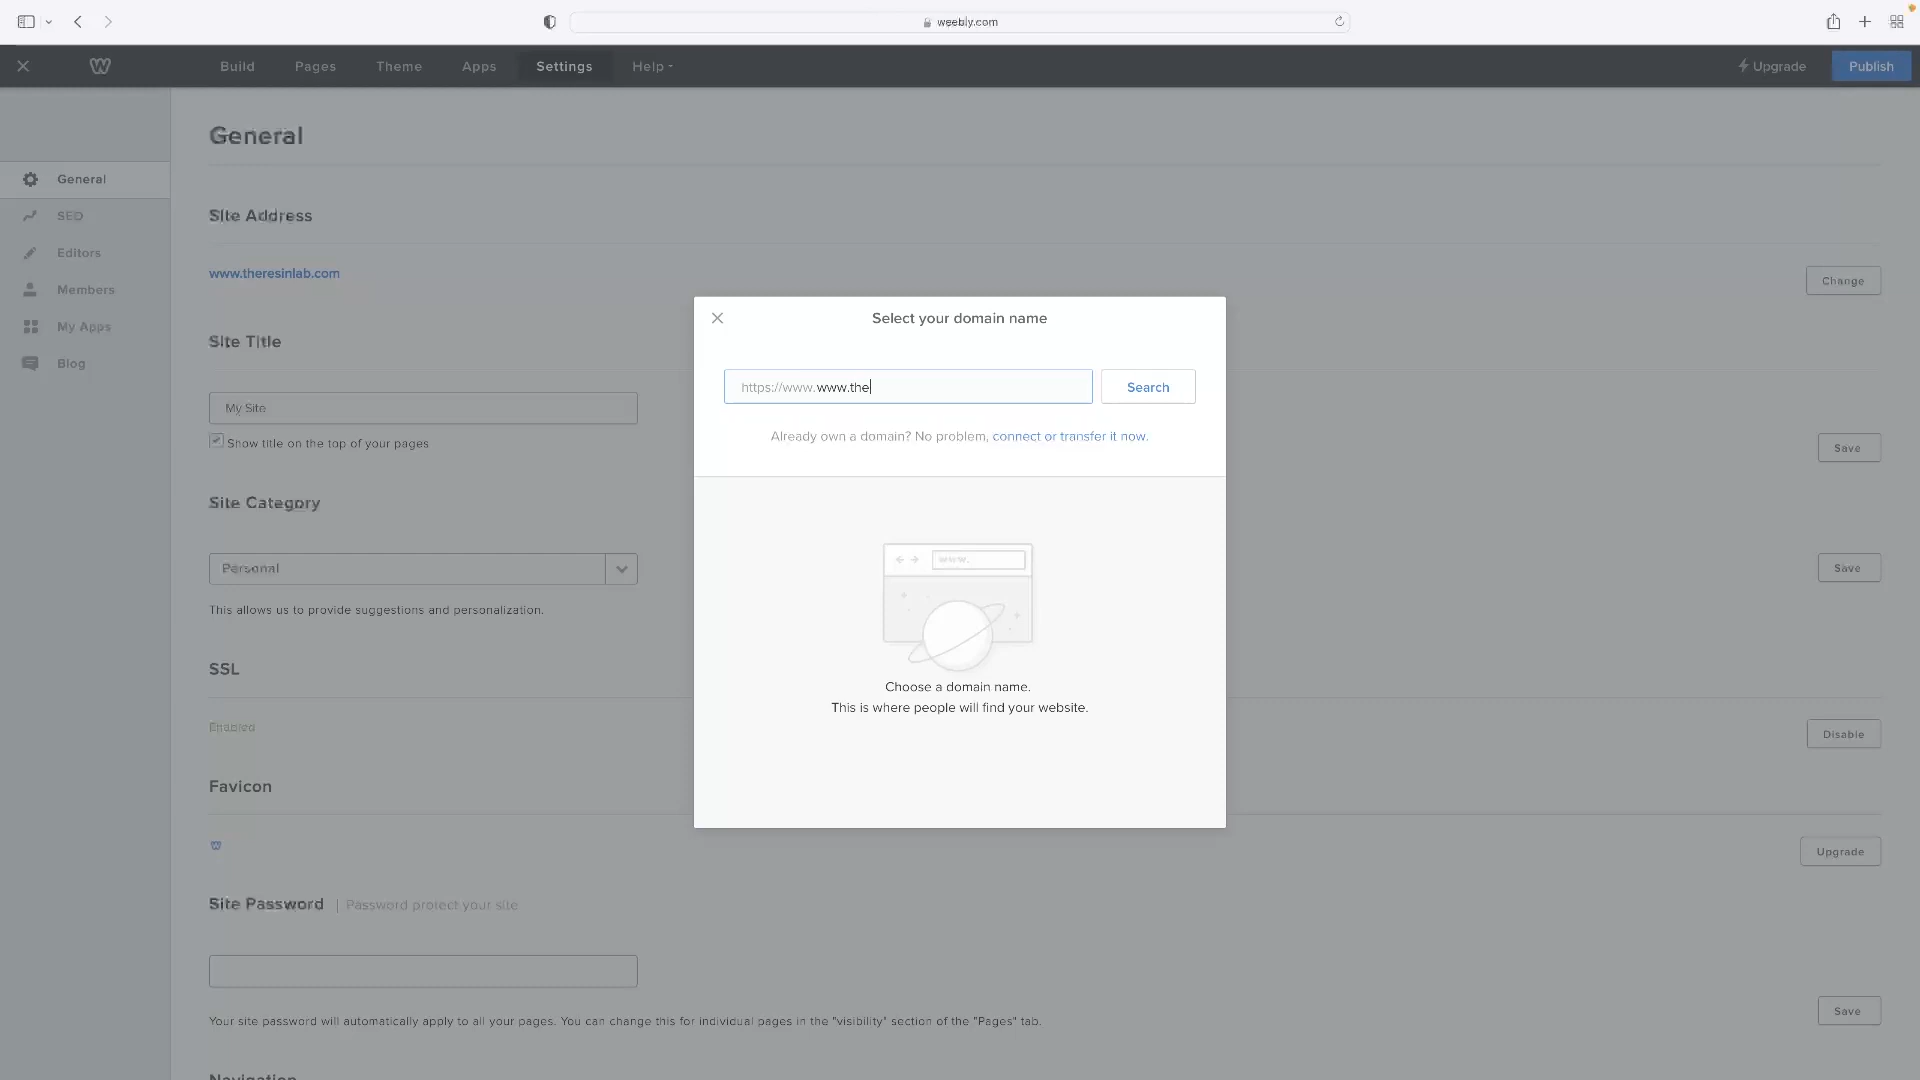 weebly.com
Build Pages Theme Apps Settings Help Upgrade Publish
General
General
SEO
Editors
Members
My Apps
Blog
Site Address
www.theresinlab.com
Change
Site Title
My Site
Show title on the top of your pages
Save
Site Category
Personal
Save
This allows us to provide suggestions and personalization.
SSL
Enabled
Disable
Favicon
Upgrade
Site Password | Password protect your site
Your site password will automatically apply to all your pages. You can change this for individual pages in the "visibility" section of the "Pages" tab.
Save
Navigation
Select your domain name
https://www.www.the
Search
Already own a domain? No problem, connect or transfer it now.
www.
Choose a domain name.
This is where people will find your website.